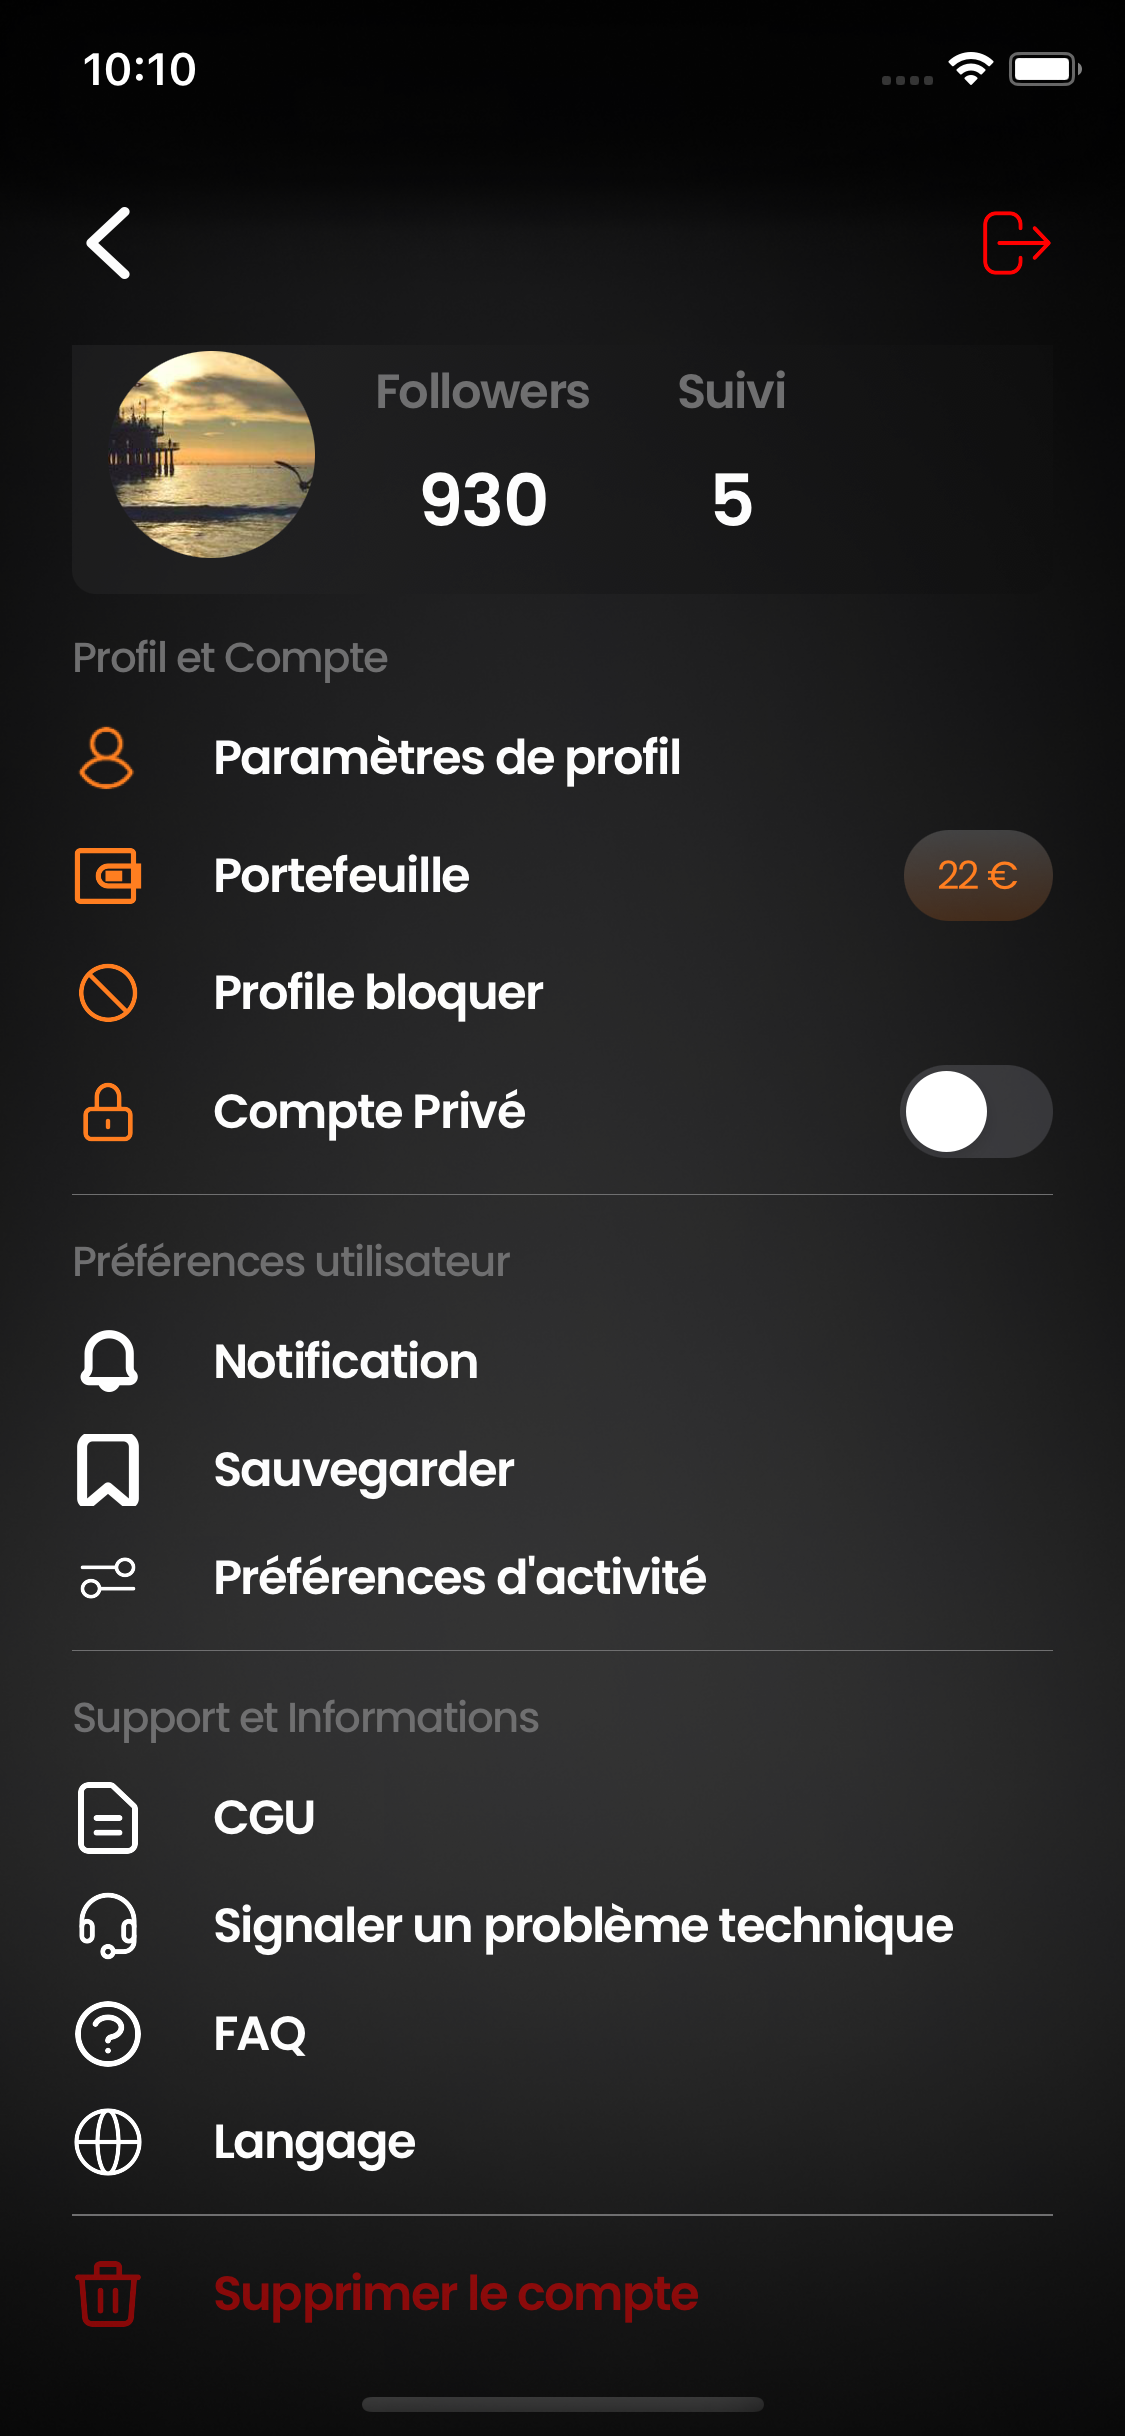 10:10
Followers Suivi
930 5
Profil et Compte
Paramètres de profil
Portefeuille 22 €
Profile bloquer
Compte Privé
Préférences utilisateur
Notification
Sauvegarder
Préférences d'activité
Support et Informations
CGU
Signaler un problème technique
FAQ
Langage
Supprimer le compte